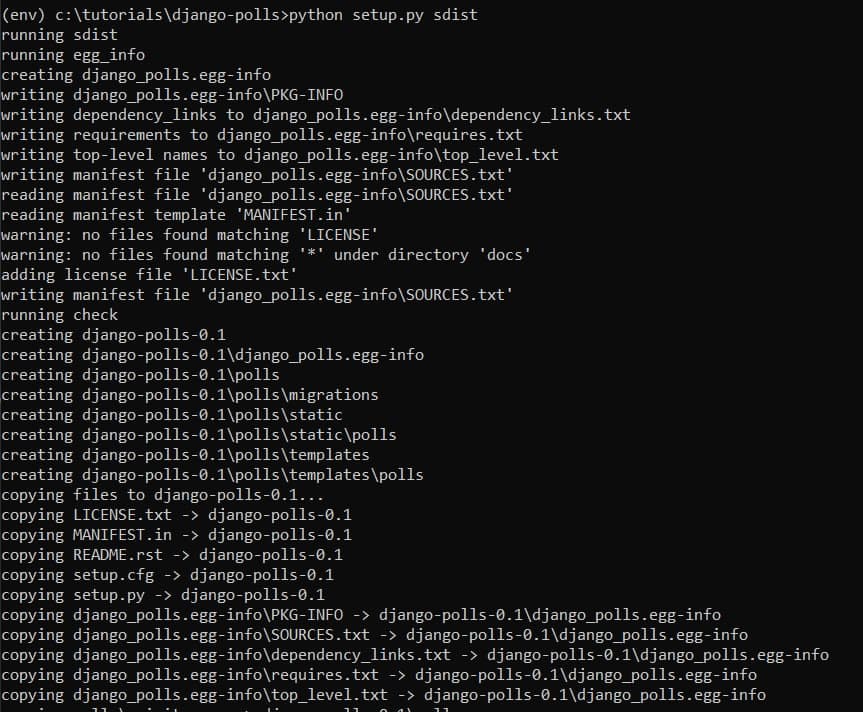 (env) c:\tutorials\django-polls>python setup.py sdist
running sdist
running egg_info
creating django_polls.egg-info
writing django_polls.egg-info\PKG-INFO
writing dependency_links to django_polls.egg-info\dependency_links.txt
writing requirements to django_polls.egg-info\requires.txt
writing top-level names to django_polls.egg-info\top_level.txt
writing manifest file 'django_polls.egg-info\SOURCES.txt'
reading manifest file 'django_polls.egg-info\SOURCES.txt'
reading manifest template 'MANIFEST.in'
warning: no files found matching 'LICENSE'
warning: no files found matching '*' under directory 'docs'
adding license file 'LICENSE.txt'
writing manifest file 'django_polls.egg-info\SOURCES.txt'
running check
creating django-polls-0.1
creating django-polls-0.1\django_polls.egg-info
creating django-polls-0.1\polls
creating django-polls-0.1\polls\migrations
creating django-polls-0.1\polls\static
creating django-polls-0.1\polls\static\polls
creating django-polls-0.1\polls\templates
creating django-polls-0.1\polls\templates\polls
copying files to django-polls-0.1...
copying LICENSE.txt -> django-polls-0.1
copying MANIFEST.in -> django-polls-0.1
copying README.rst -> django-polls-0.1
copying setup.cfg -> django-polls-0.1
copying setup.py -> django-polls-0.1
copying django_polls.egg-info\PKG-INFO -> django-polls-0.1\django_polls.egg-info
copying django_polls.egg-info\SOURCES.txt -> django-polls-0.1\django_polls.egg-info
copying django_polls.egg-info\dependency_links.txt -> django-polls-0.1\django_polls.egg-info
copying django_polls.egg-info\requires.txt -> django-polls-0.1\django_polls.egg-info
copying django_polls.egg-info\top_level.txt -> django-polls-0.1\django_polls.egg-info